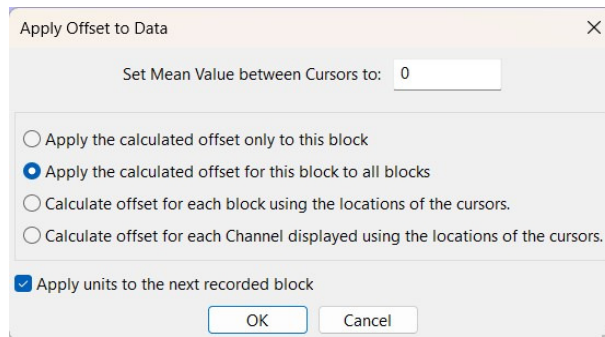 Apply Offset to Data
Set Mean Value between Cursors to: 0
Apply the calculated offset only to this block
Apply the calculated offset for this block to all blocks
Calculate offset for each block using the locations of the cursors.
Calculate offset for each Channel displayed using the locations of the cursors.
Apply units to the next recorded block
OK Cancel